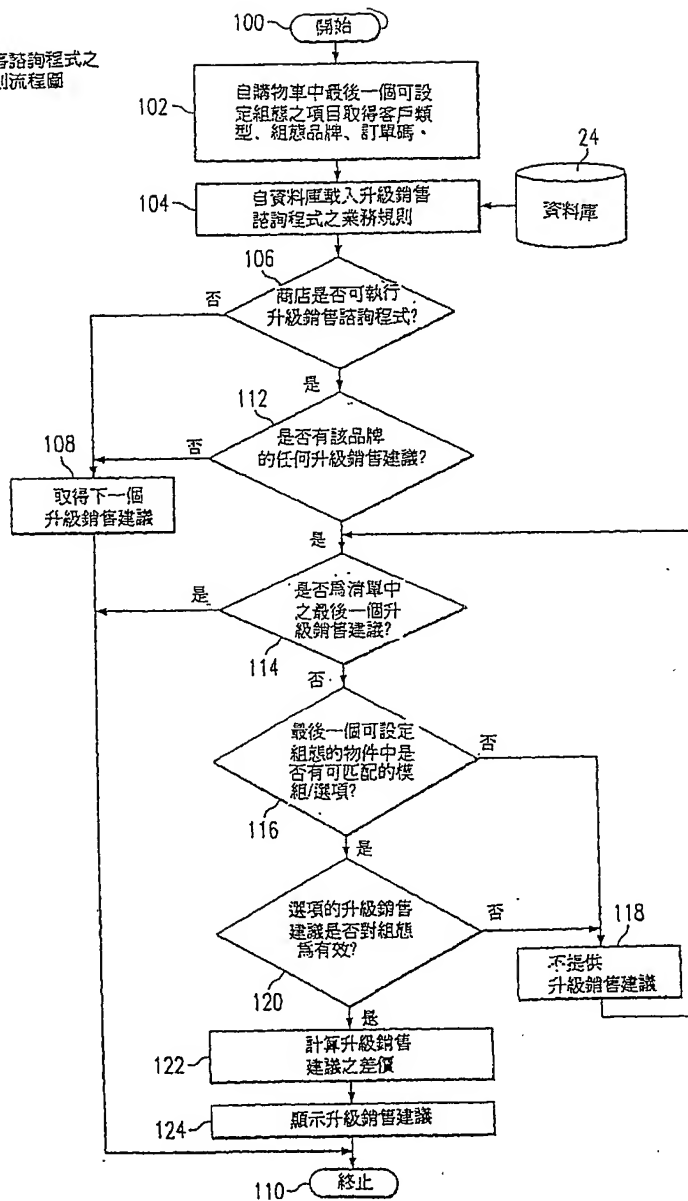 100
開始
諮詢程式之
流程圖
102
自購物車中最後一個可設
定組態之項目取得客戶類
型、組態品牌、訂單碼。
24
104
自資料庫載入升級銷售
諮詢程式之業務規則
資料庫
106
商店是否可執行
升級銷售諮詢程式?
否
是
112
是否有該品牌
的任何升級銷售建議?
否
108
取得下一個
升級銷售建議
是
是否為清單中
之最後一個升
級銷售建議?
是
114
否
最後一個可設定
組態的物件中是
否有可匹配的模
組/選項?
否
116
是
選項的升級銷售
建議是否對組態
為有效?
否
118
不提供
升級銷售建議
120
是
122
計算升級銷售
建議之差價
124
顯示升級銷售建議
110
終止